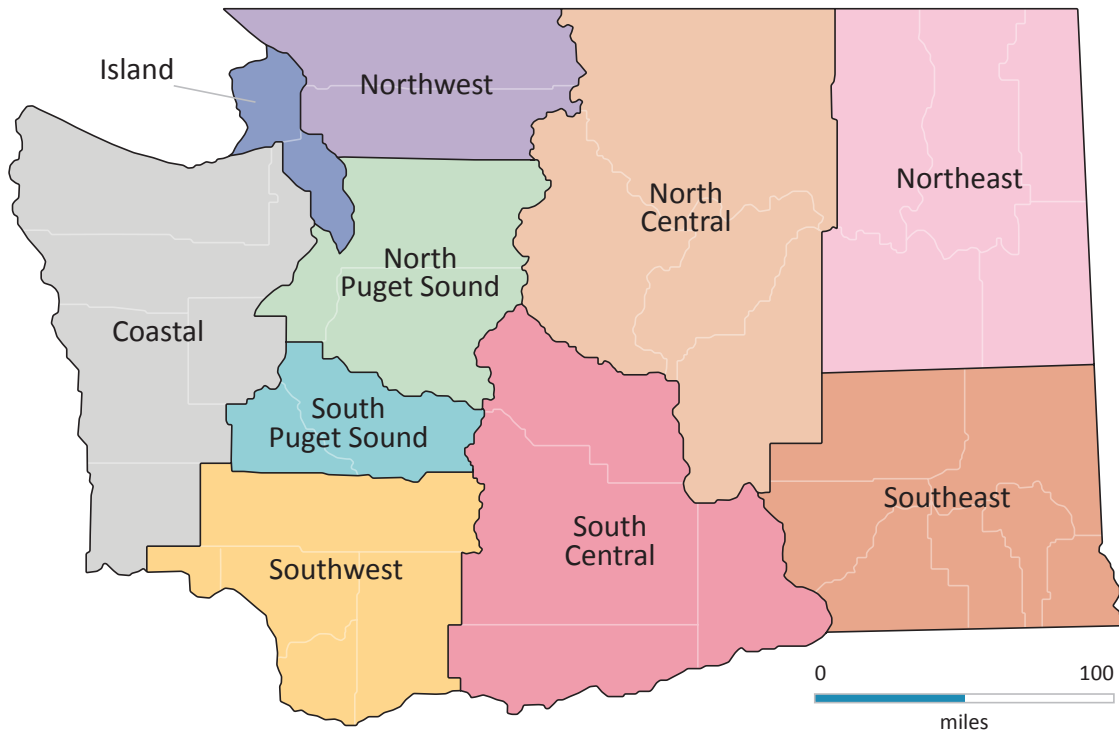 Island
Northwest
Northeast
North
Central
North
Puget Sound
Coastal
South
Puget Sound
Southeast
South
Central
Southwest
0 100
miles